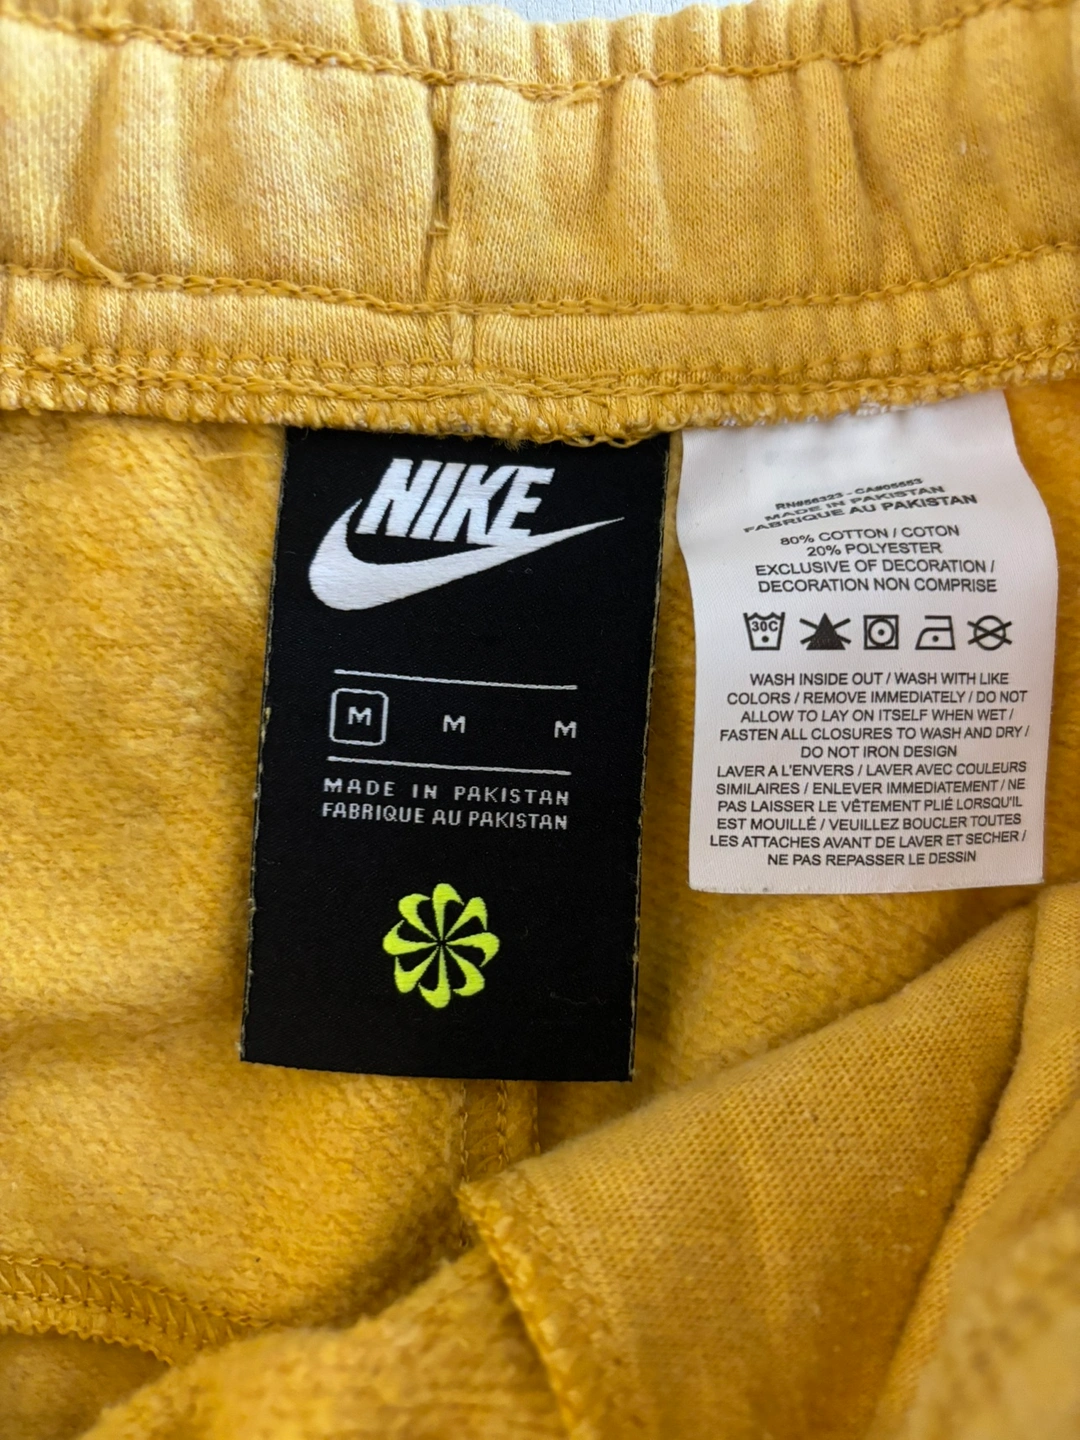 NIKE
M M M
MADE IN PAKISTAN
FABRIQUE AU PAKISTAN
RN#56323 - CA#05553
MADE IN PAKISTAN
FABRIQUE AU PAKISTAN
80% COTTON / COTON
20% POLYESTER
EXCLUSIVE OF DECORATION /
DECORATION NON COMPRISE
30C
WASH INSIDE OUT / WASH WITH LIKE
COLORS / REMOVE IMMEDIATELY / DO NOT
ALLOW TO LAY ON ITSELF WHEN WET /
FASTEN ALL CLOSURES TO WASH AND DRY /
DO NOT IRON DESIGN
LAVER A L'ENVERS / LAVER AVEC COULEURS
SIMILAIRES / ENLEVER IMMEDIATEMENT / NE
PAS LAISSER LE VÊTEMENT PLIÉ LORSQU'IL
EST MOUILLÉ / VEUILLEZ BOUCLER TOUTES
LES ATTACHES AVANT DE LAVER ET SECHER /
NE PAS REPASSER LE DESSIN